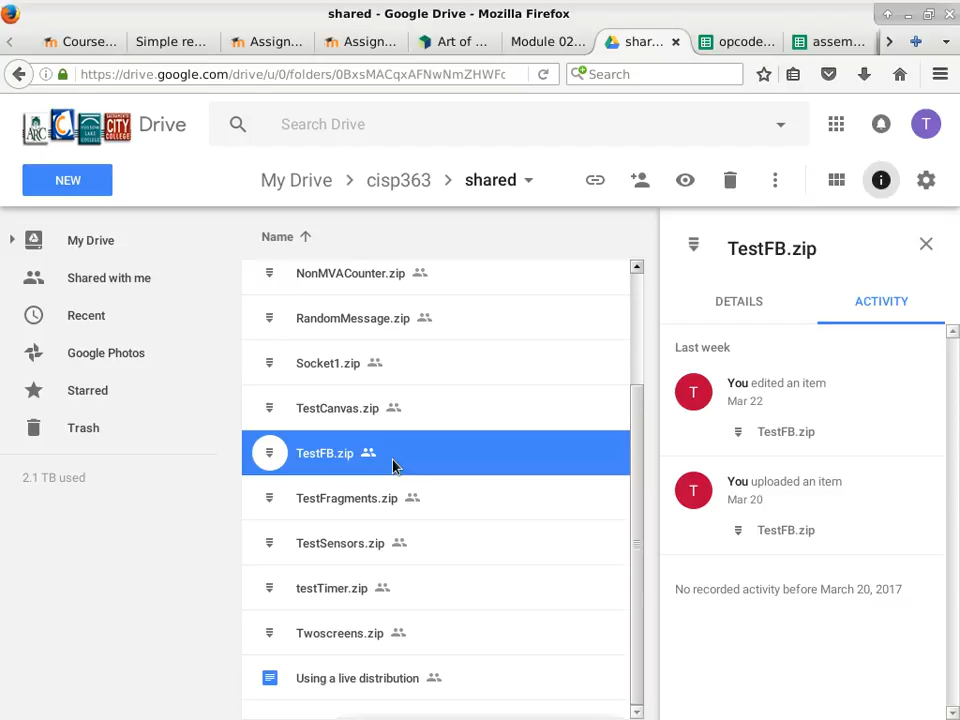 shared - Google Drive - Mozilla Firefox
Course...
Simple re...
Assign...
Assign...
Art of ...
Module 02...
shar...
opcode...
assem...
https://drive.google.com/drive/u/0/folders/0BxsMACqxAFNwNmZHWFc
Search
ARC
SACRAMENTO CITY COLLEGE
Drive
Search Drive
T
NEW
My Drive > cisp363 > shared
My Drive
Shared with me
Recent
Google Photos
Starred
Trash
2.1 TB used
Name
NonMVACounter.zip
RandomMessage.zip
Socket1.zip
TestCanvas.zip
TestFB.zip
TestFragments.zip
TestSensors.zip
testTimer.zip
Twoscreens.zip
Using a live distribution
TestFB.zip
DETAILS
ACTIVITY
Last week
T
You edited an item
Mar 22
TestFB.zip
T
You uploaded an item
Mar 20
TestFB.zip
No recorded activity before March 20, 2017